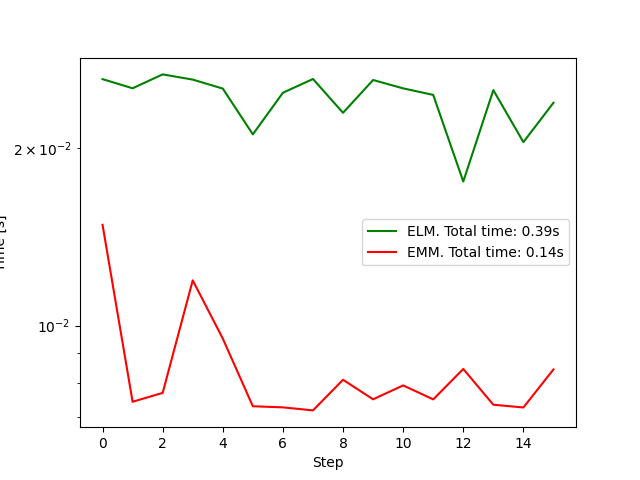 2 × 10⁻²
10⁻²
Time [s]
ELM. Total time: 0.39s
EMM. Total time: 0.14s
0 2 4 6 8 10 12 14
Step